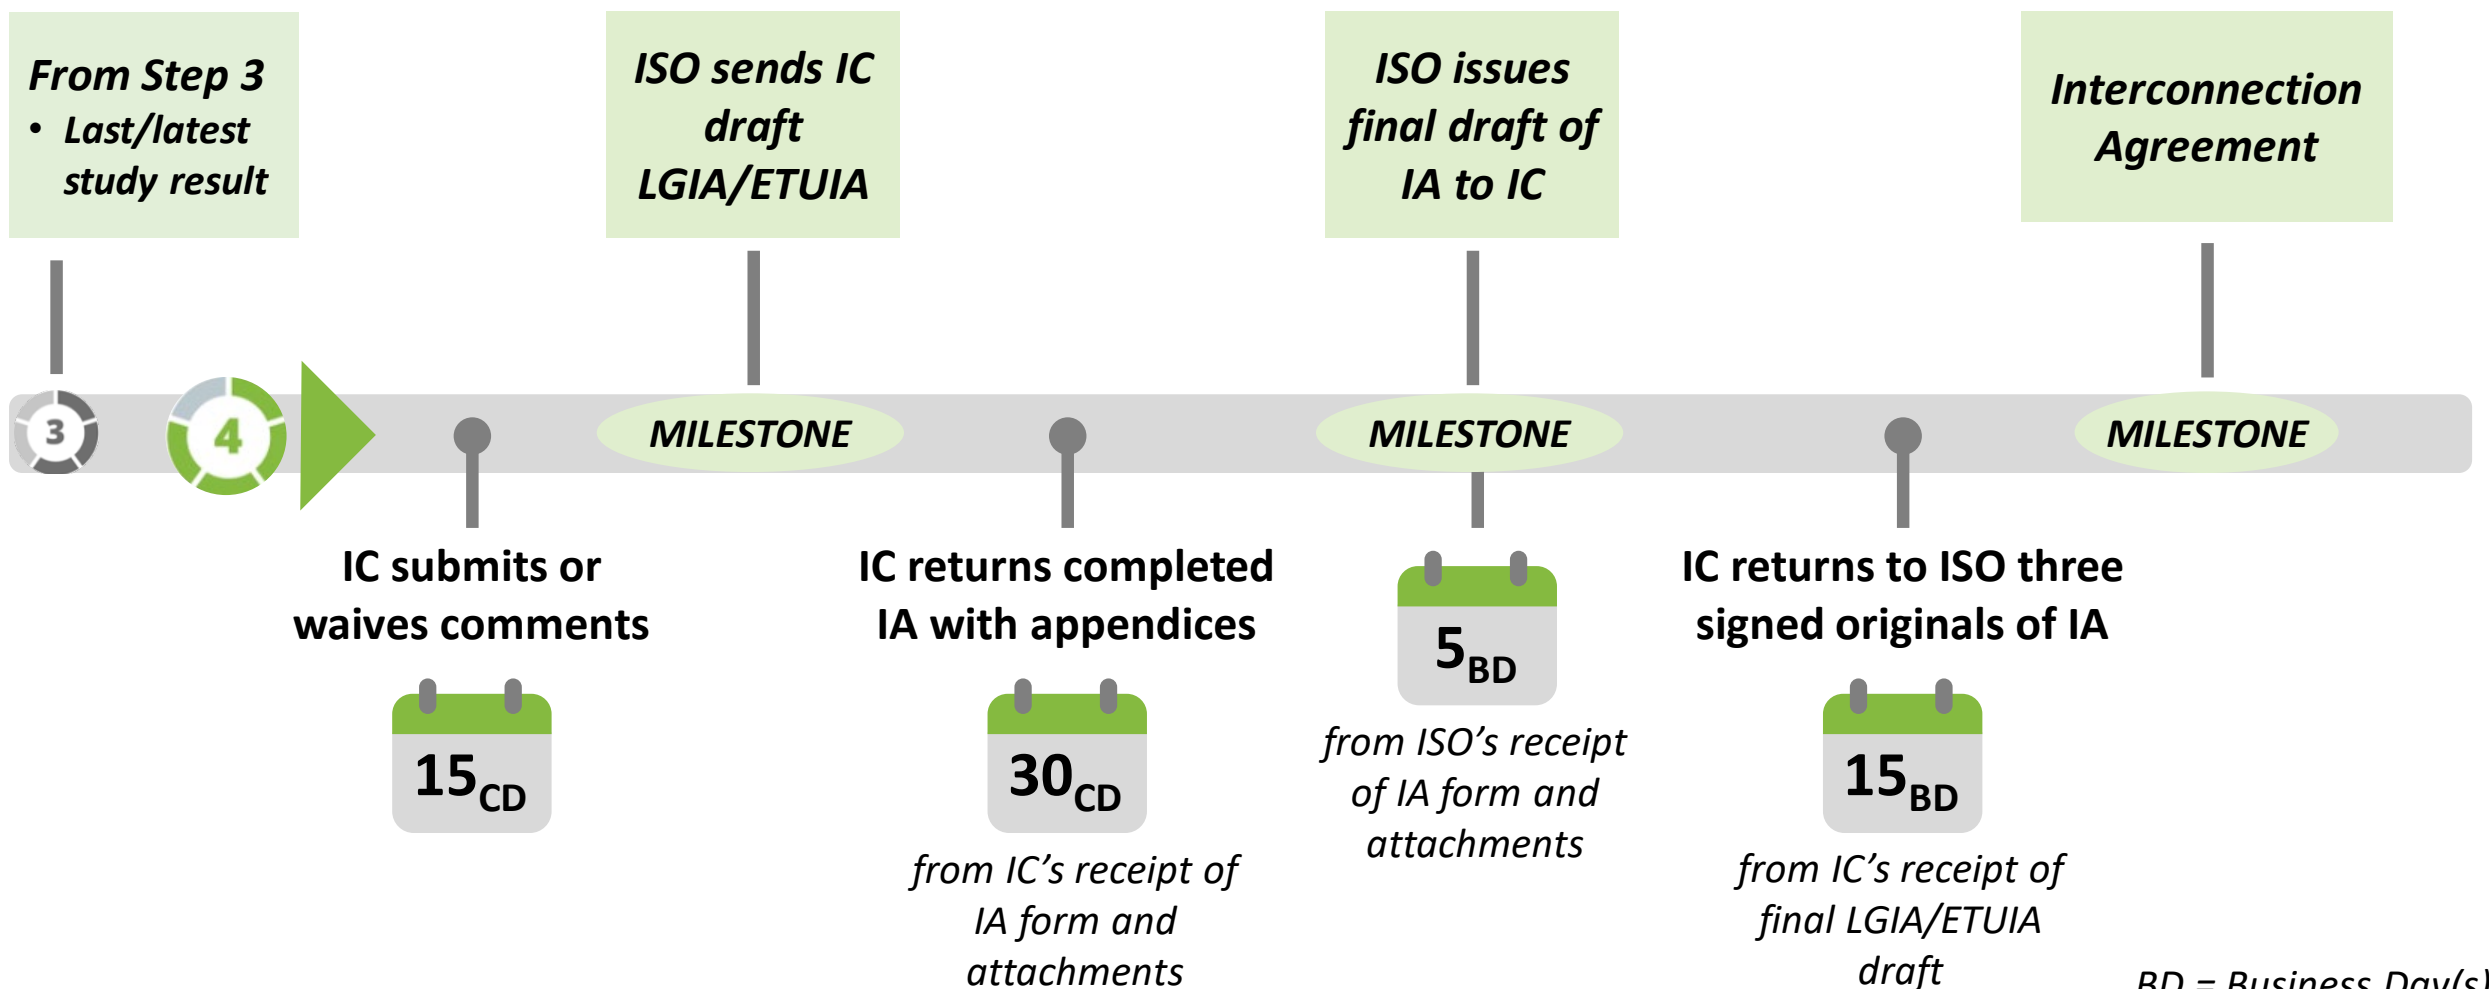 From Step 3
• Last/latest
study result
ISO sends IC
draft
LGIA/ETUIA
ISO issues
final draft of
IA to IC
Interconnection
Agreement
3
4
MILESTONE
MILESTONE
MILESTONE
IC submits or
waives comments
15CD
IC returns completed
IA with appendices
30CD
from IC’s receipt of
IA form and
attachments
5BD
from ISO’s receipt
of IA form and
attachments
IC returns to ISO three
signed originals of IA
15BD
from IC’s receipt of
final LGIA/ETUIA
draft
BD = Business Day(s)